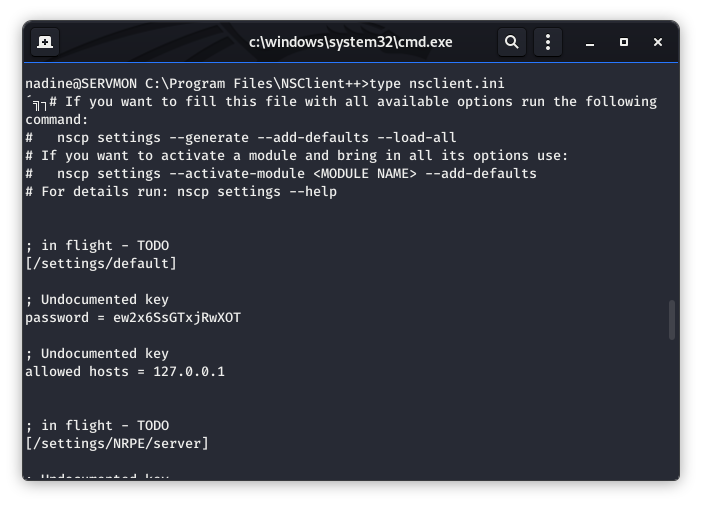 c:\windows\system32\cmd.exe
nadine@SERVMON C:\Program Files\NSClient++>type nsclient.ini
´╗┐# If you want to fill this file with all available options run the following
command:
#   nscp settings --generate --add-defaults --load-all
# If you want to activate a module and bring in all its options use:
#   nscp settings --activate-module <MODULE NAME> --add-defaults
# For details run: nscp settings --help
; in flight - TODO
[/settings/default]
; Undocumented key
password = ew2x6SsGTxjRwXOT
; Undocumented key
allowed hosts = 127.0.0.1
; in flight - TODO
[/settings/NRPE/server]
; Undocumented key